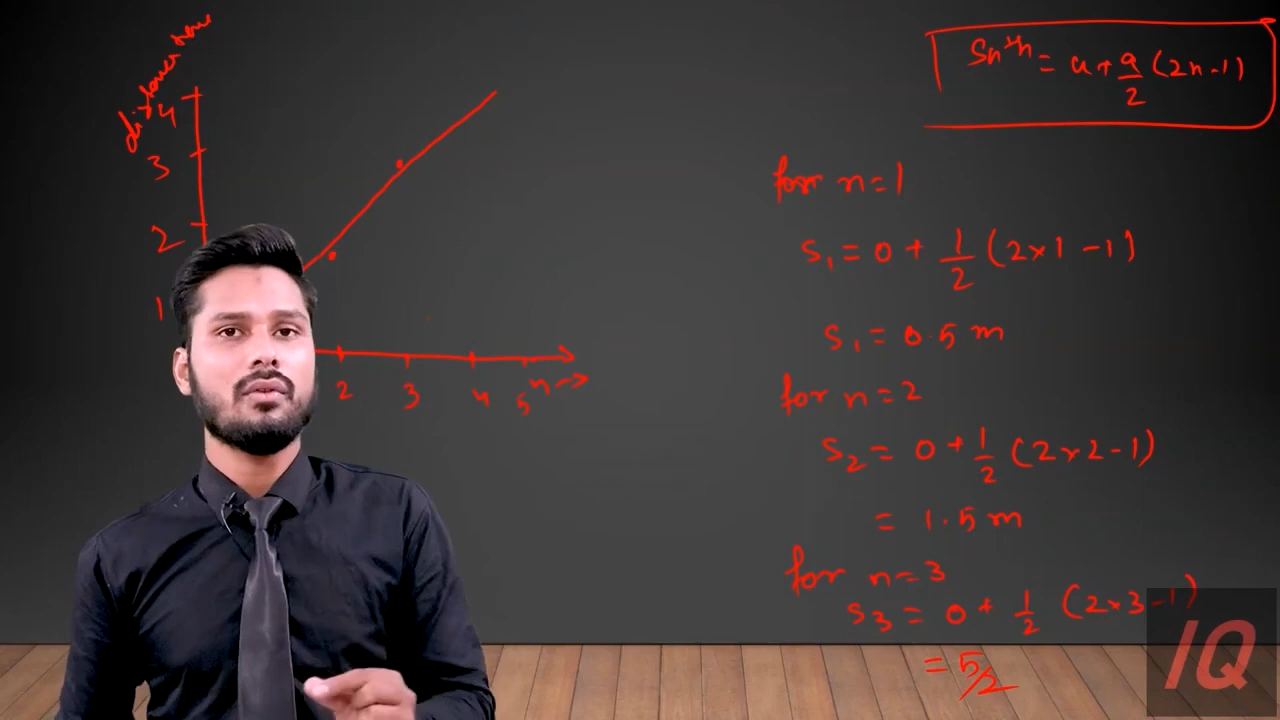 4
3
2
1
2 3 4 5 n→
Sₙth = u + a/2 (2n-1)
for n=1
S₁ = 0 + 1/2 (2×1-1)
S₁ = 0.5 m
for n=2
S₂ = 0 + 1/2 (2×2-1)
= 1.5 m
for n=3
S₃ = 0 + 1/2 (2×3-1)
= 5/2
IQ